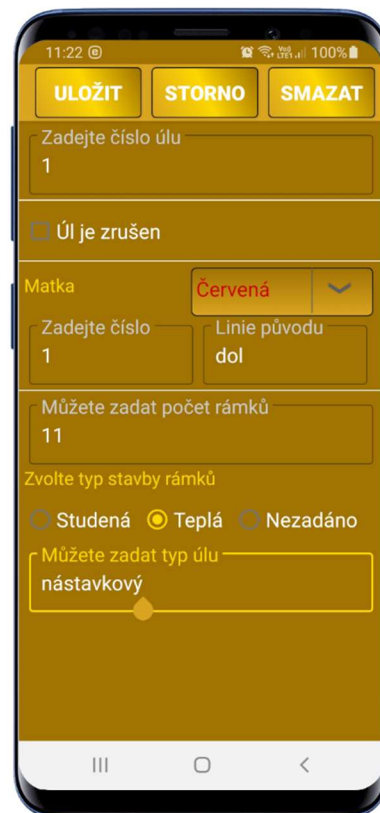 11:22 100%
ULOŽIT STORNO SMAZAT
Zadejte číslo úlu
1
Úl je zrušen
Matka Červená
Zadejte číslo Linie původu
1 dol
Můžete zadat počet rámků
11
Zvolte typ stavby rámků
Studená Teplá Nezadáno
Můžete zadat typ úlu
nástavkový